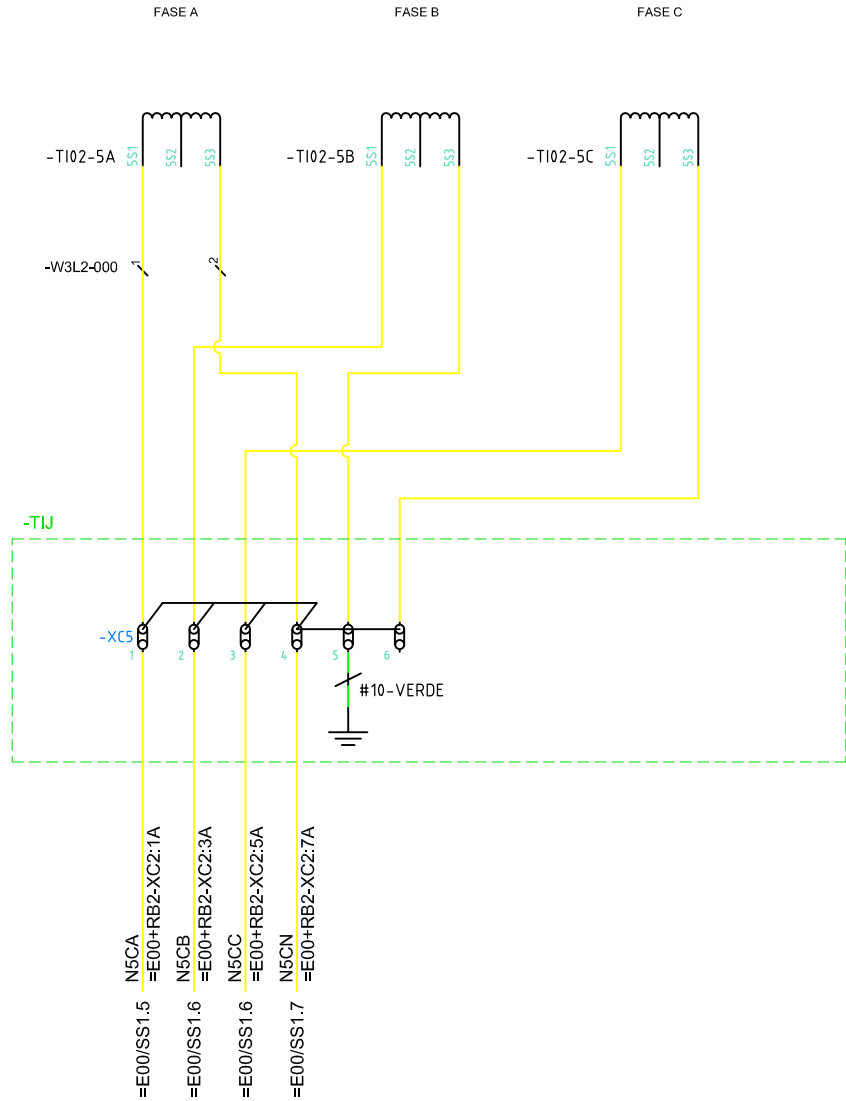 FASE A
FASE B
FASE C
-TI02-5A
5S1
5S2
5S3
-TI02-5B
5S1
5S2
5S3
-TI02-5C
5S1
5S2
5S3
-W3L2-000
1
2
-TIJ
-XC5
1
2
3
4
5
6
#10-VERDE
N5CA
=E00+RB2-XC2:1A
N5CB
=E00+RB2-XC2:3A
N5CC
=E00+RB2-XC2:5A
N5CN
=E00+RB2-XC2:7A
=E00/SS1.5
=E00/SS1.6
=E00/SS1.6
=E00/SS1.7